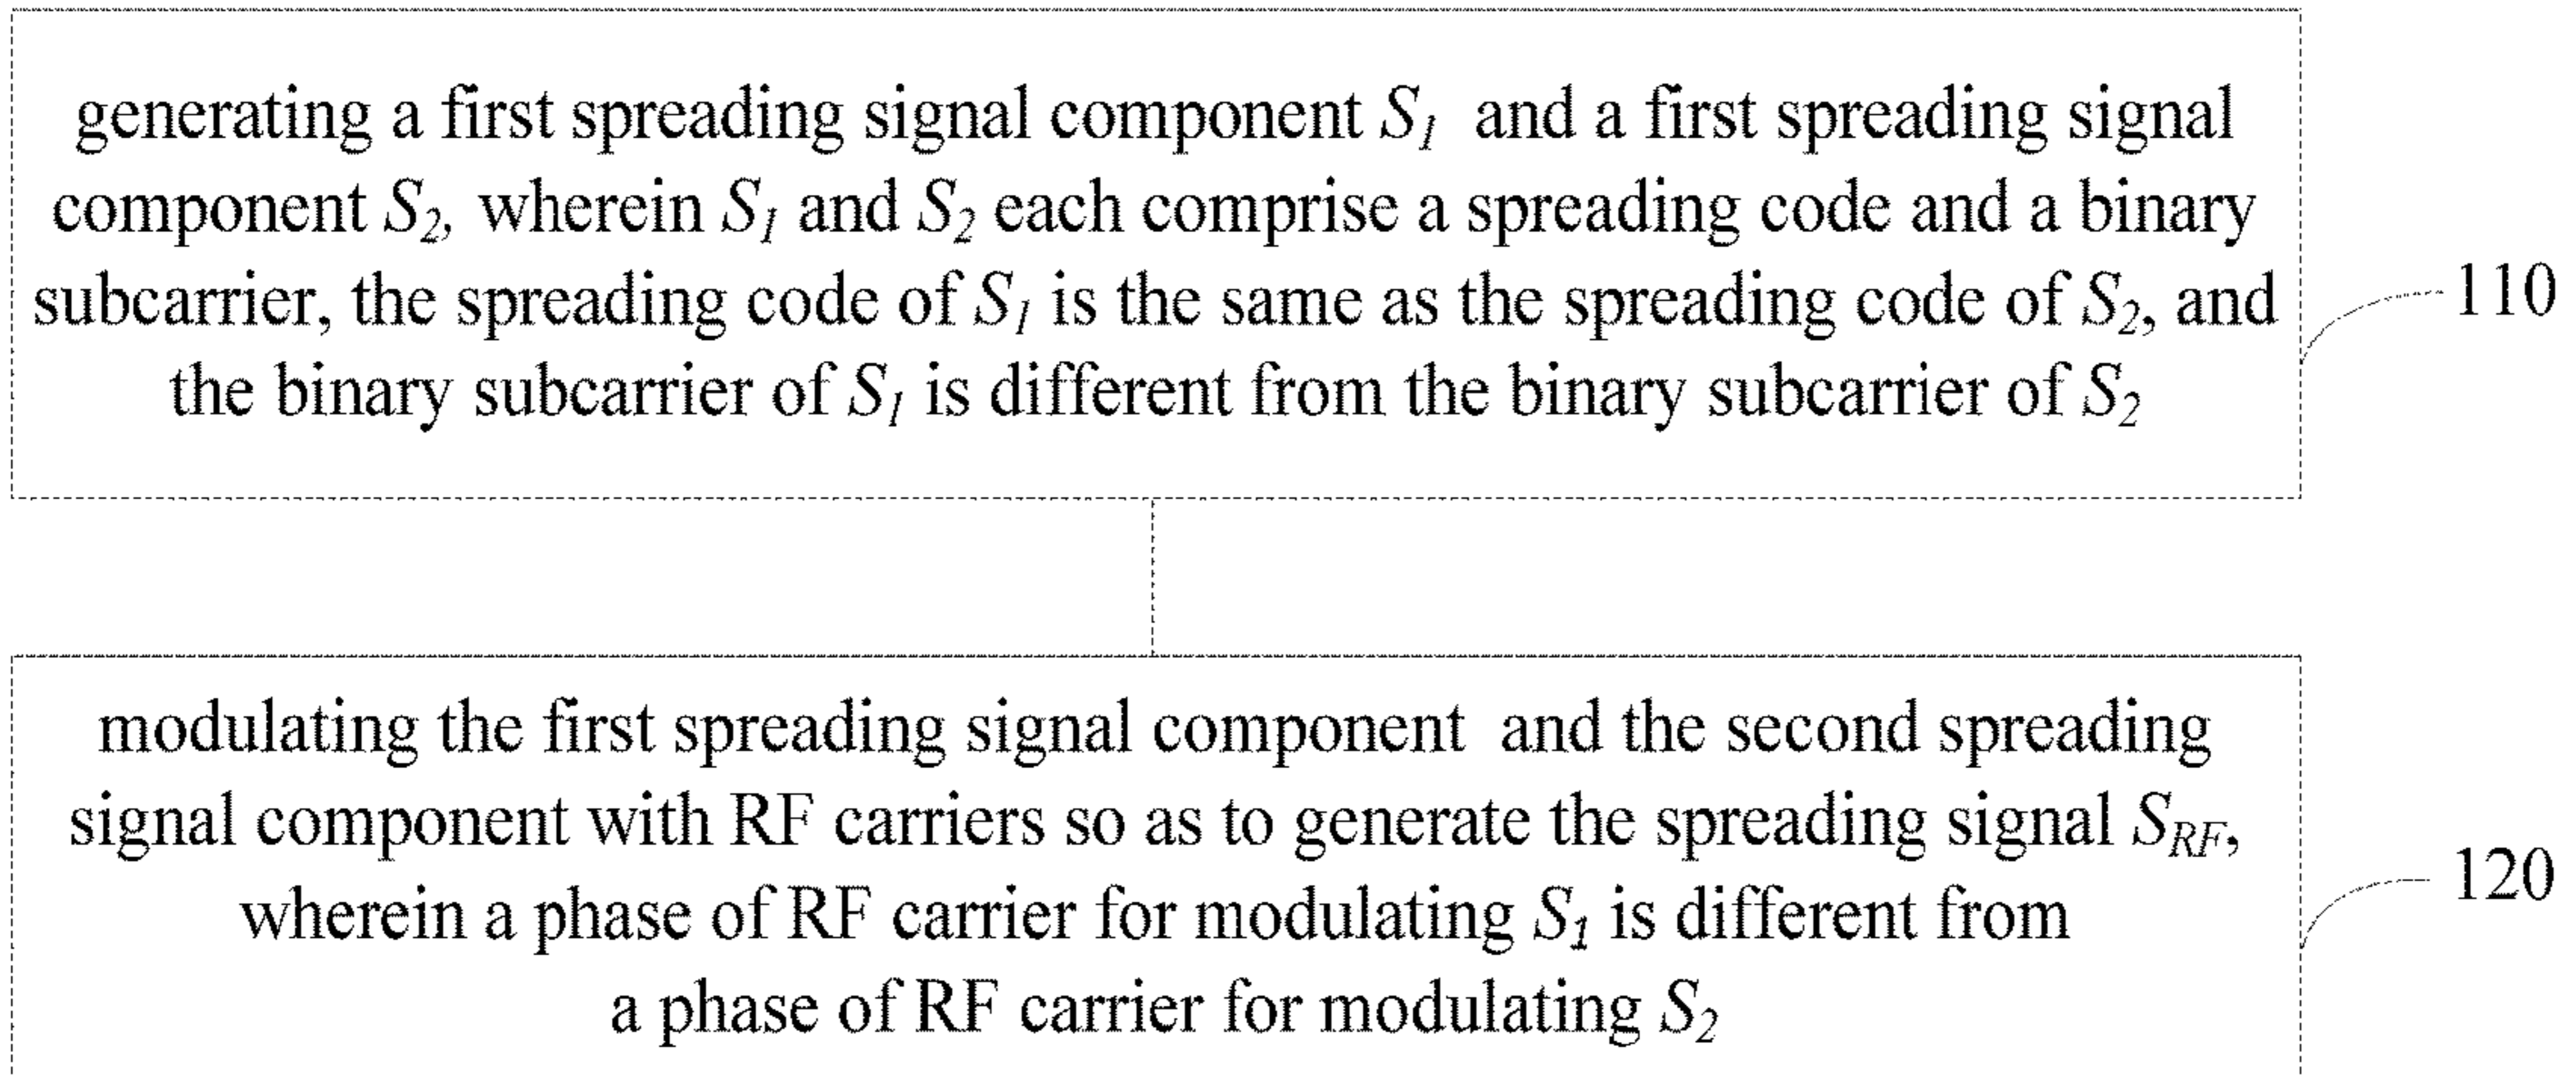 generating a first spreading signal component S1 and a first spreading signal
component S2, wherein S1 and S2 each comprise a spreading code and a binary
subcarrier, the spreading code of S1 is the same as the spreading code of S2, and
the binary subcarrier of S1 is different from the binary subcarrier of S2
110
modulating the first spreading signal component and the second spreading
signal component with RF carriers so as to generate the spreading signal SRF,
wherein a phase of RF carrier for modulating S1 is different from
a phase of RF carrier for modulating S2
120